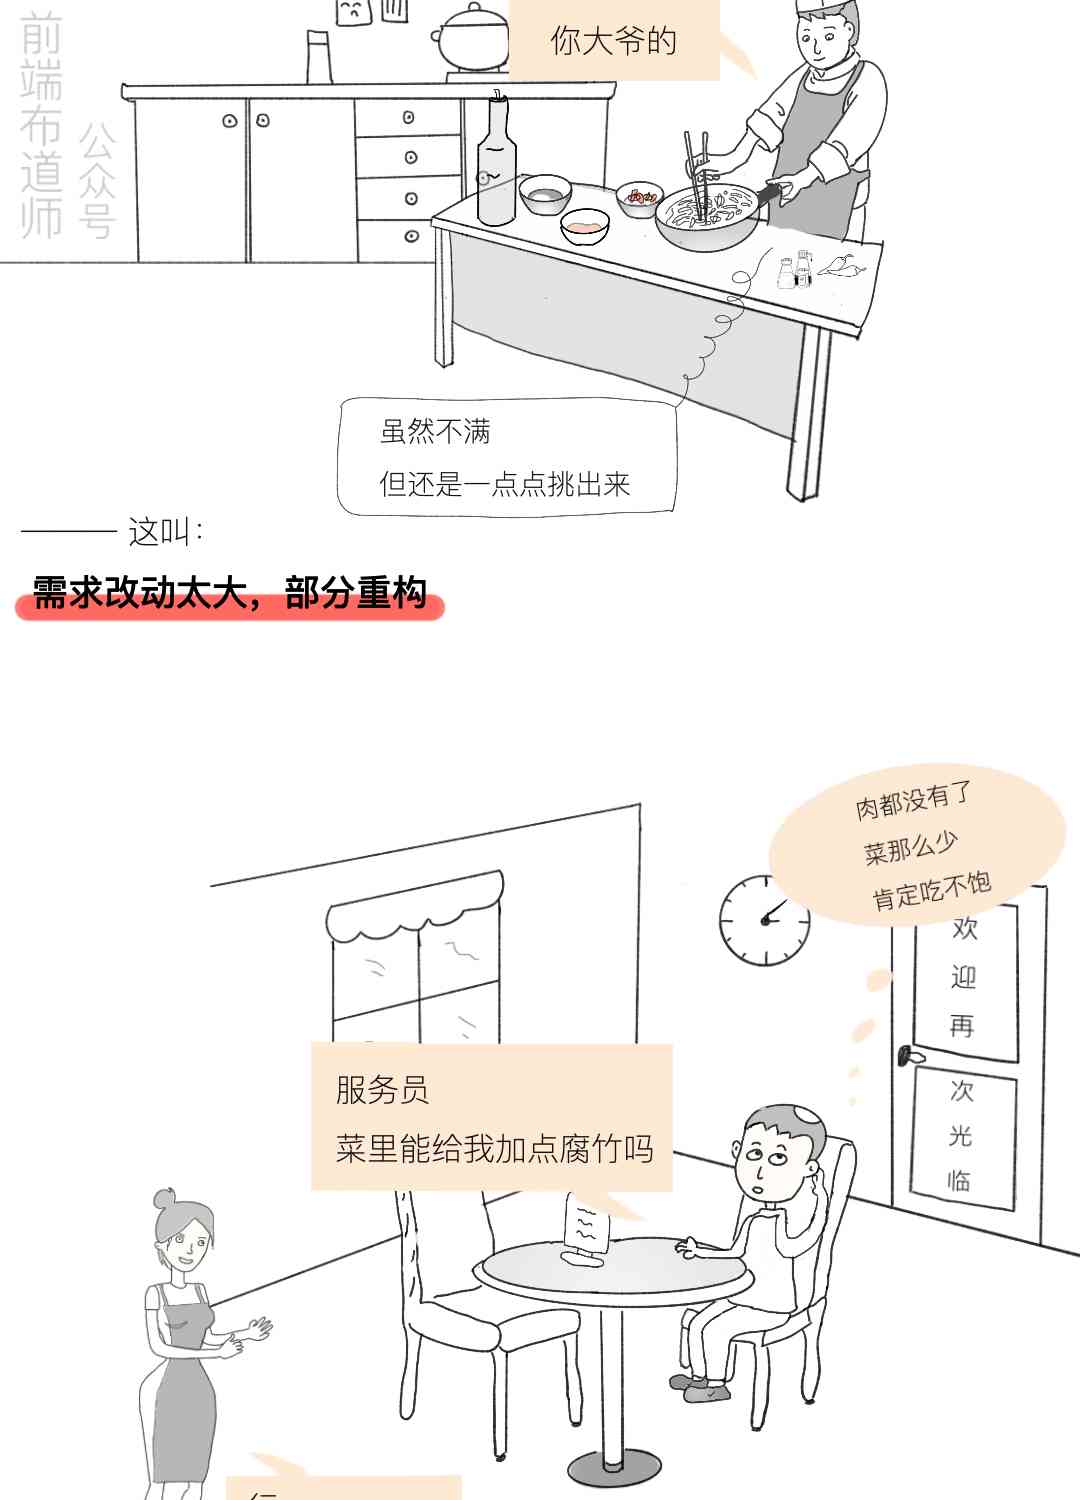 前端布道师
公众号
你大爷的
虽然不满
但还是一点点挑出来
这叫：
需求改动太大，部分重构
肉都没有了
菜那么少
肯定吃不饱
欢
迎
再
次
光
临
服务员
菜里能给我加点腐竹吗